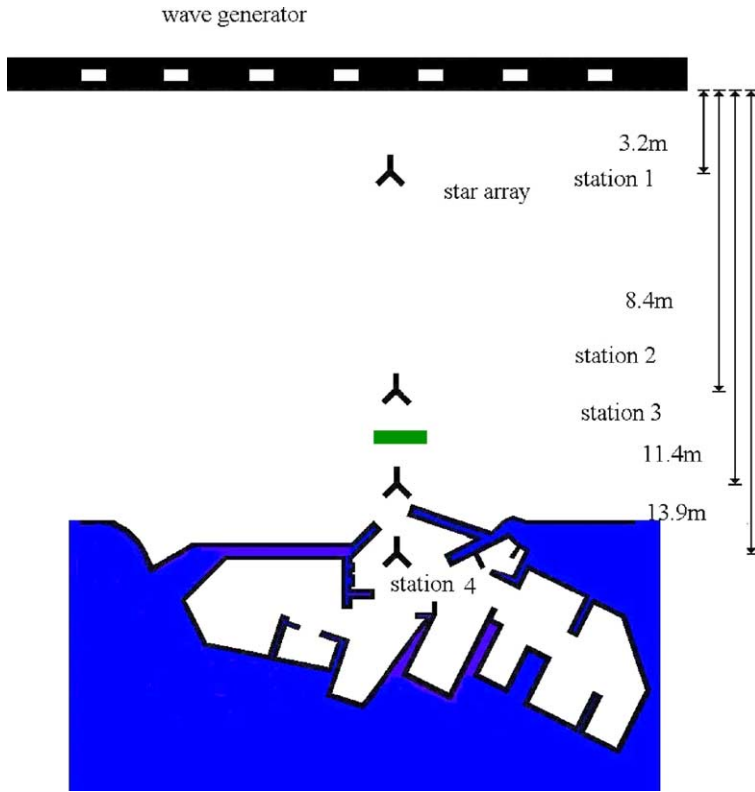 wave generator
3.2m
station 1
star array
8.4m
station 2
station 3
11.4m
13.9m
station 4